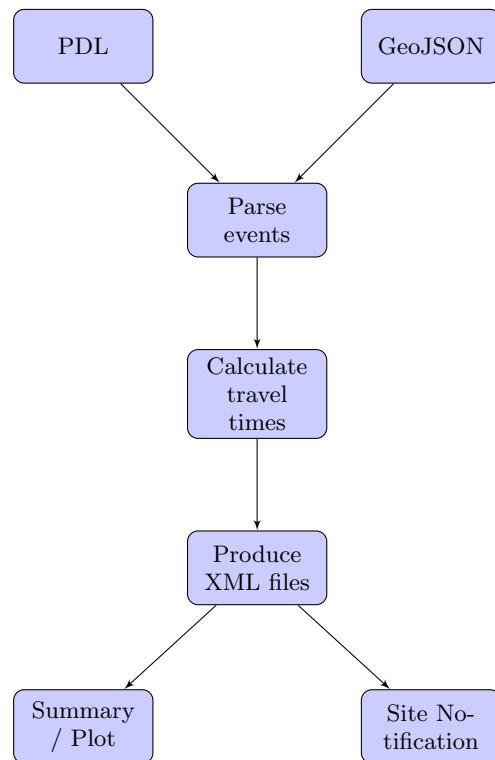 PDL
GeoJSON
Parse
events
Calculate
travel
times
Produce
XML files
Summary
/ Plot
Site No-
tification